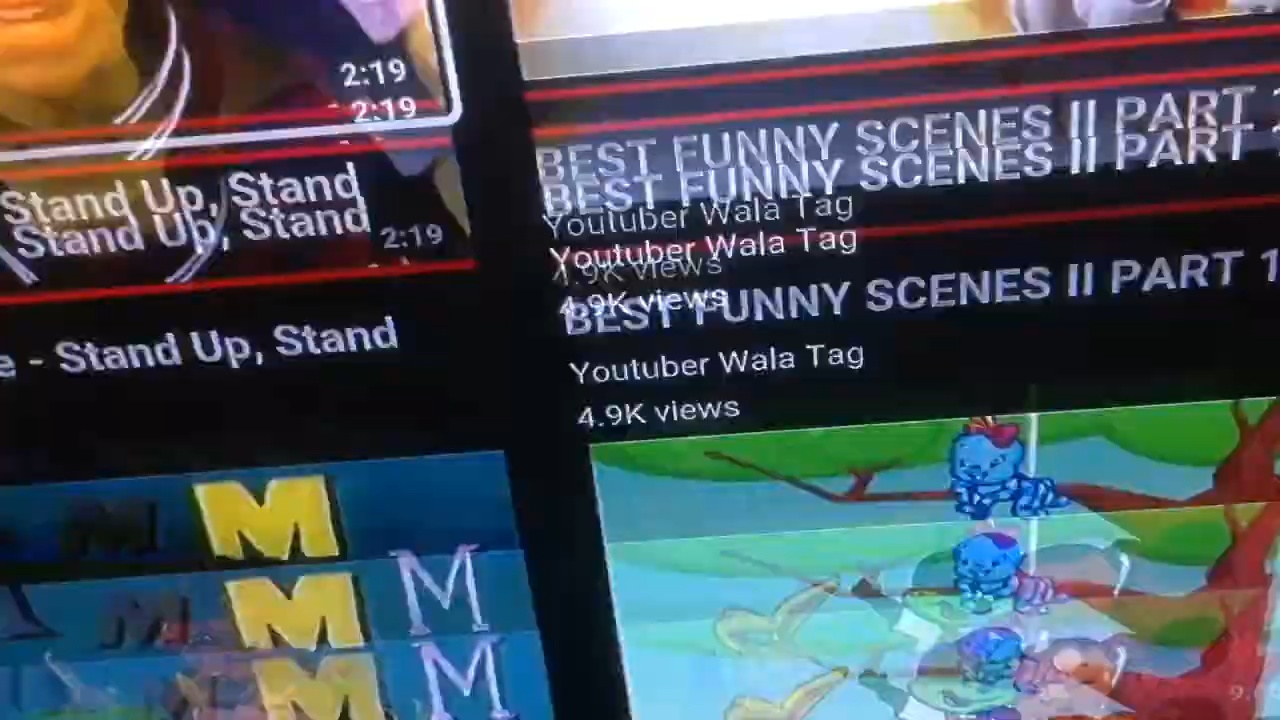 2:19
2:19
Stand Up, Stand
Stand Up, Stand
2:19
e - Stand Up, Stand
BEST FUNNY SCENES II PART
BEST FUNNY SCENES II PART
Youtuber Wala Tag
Youtuber Wala Tag
4.9K views
4.9K views
BEST FUNNY SCENES II PART 1
Youtuber Wala Tag
4.9K views
M M
M M M
M M